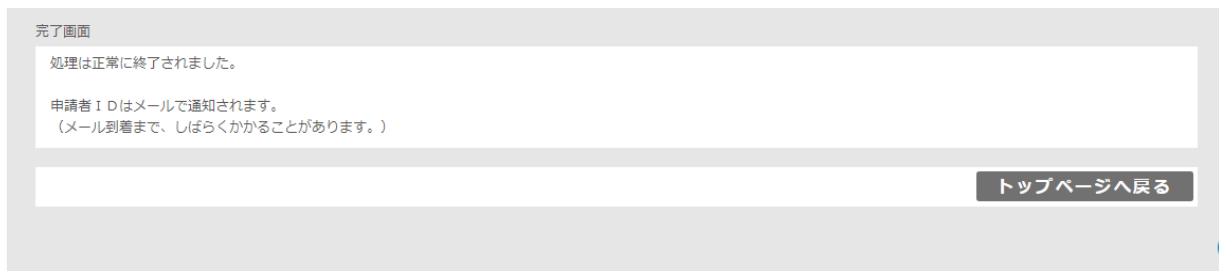 完了画面
処理は正常に終了されました。
申請者ＩＤはメールで通知されます。
（メール到着まで、しばらくかかることがあります。）
トップページへ戻る